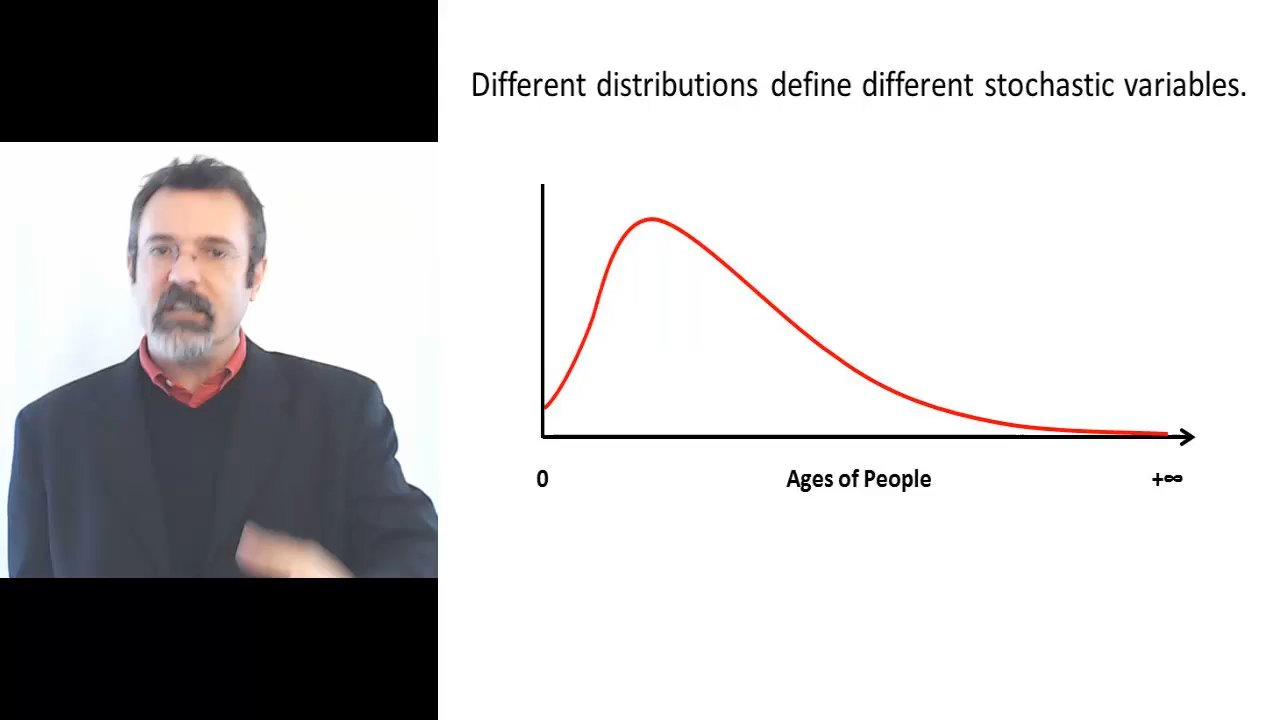 Different distributions define different stochastic variables.
0 Ages of People +∞